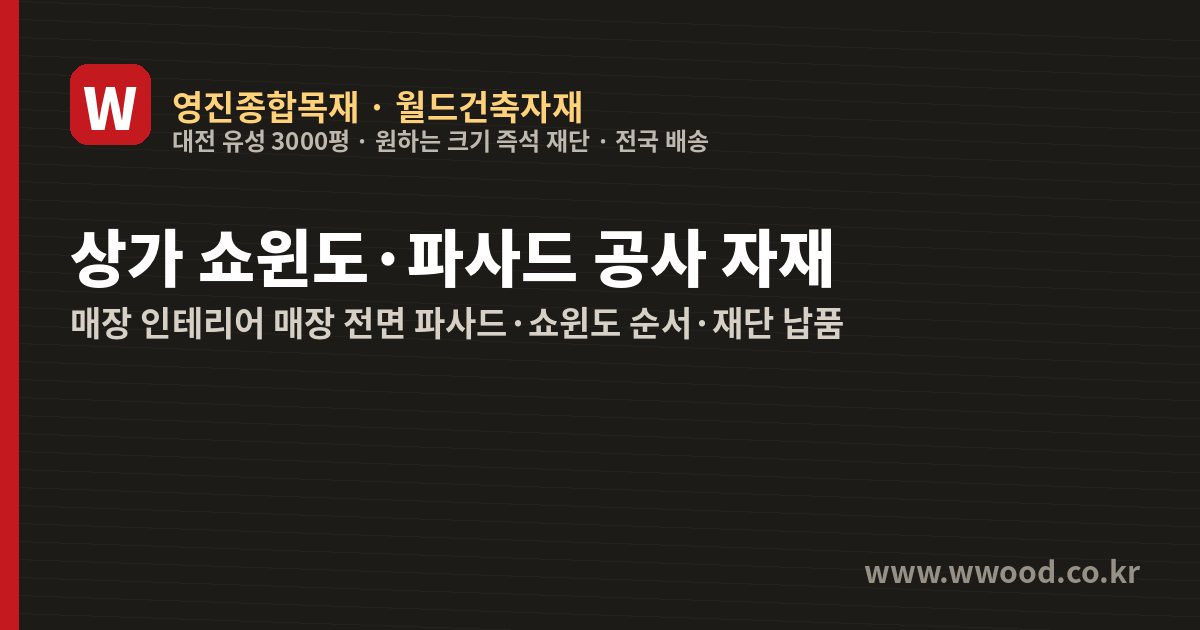 W
영진종합목재 · 월드건축자재
대전 유성 3000평 · 원하는 크기 즉석 재단 · 전국 배송
상가 쇼윈도·파사드 공사 자재
매장 인테리어 매장 전면 파사드·쇼윈도 순서·재단 납품
www.wwood.co.kr